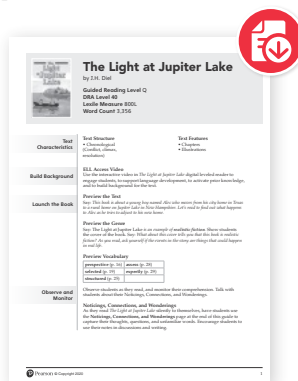 The Light at Jupiter Lake
by J.H. Diel
Guided Reading Level Q
DRA Level 40
Lexile Measure 800L
Word Count 3,356
Text Characteristics
Text Structure
• Chronological
(Conflict, climax,
resolution)
Text Features
• Chapters
• Illustrations
Build Background
ELL Access Video
Use the interactive video in The Light at Jupiter Lake digital leveled reader to
engage students, to support language development, to activate prior knowledge,
and to build background for the text.
Launch the Book
Preview the Text
Say: This book is about a young boy named Alex who moves from his city home in Texas
to a rural home on Jupiter Lake in New Hampshire. Let's read to find out what happens
to Alex as he tries to adjust to his new home.
Preview the Genre
Say: The Light at Jupiter Lake is an example of realistic fiction. Show students
the cover of the book. Say: What about this cover tells you that this book is realistic
fiction? As you read, ask yourself if the events in the story are things that could happen
in real life.
Preview Vocabulary
perspective (p. 16)
selected (p. 19)
structured (p. 25)
expertly (p. 29)
Observe and Monitor
Observe students as they read, and monitor their comprehension. Talk with
students about their Noticings, Connections, and Wonderings.
Noticings, Connections, and Wonderings
As they read The Light at Jupiter Lake silently to themselves, have students use
the Noticings, Connections, and Wonderings page at the end of this guide to
capture their thoughts, questions, and unfamiliar words. Encourage students to
use their notes in discussions and writing.
Pearson © Copyright 2020
1